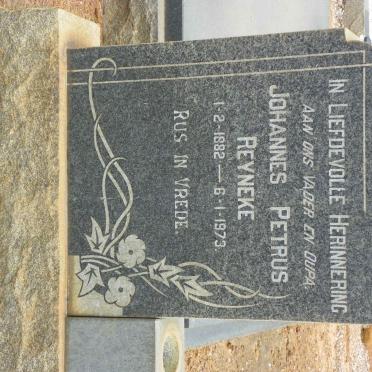 IN LIEFDEVOLLE HERINNERING
AAN ONS VADER EN OUPA.
JOHANNES PETRUS
REYNEKE
1·2·1882 — 6·1·1973.
RUS IN VREDE.